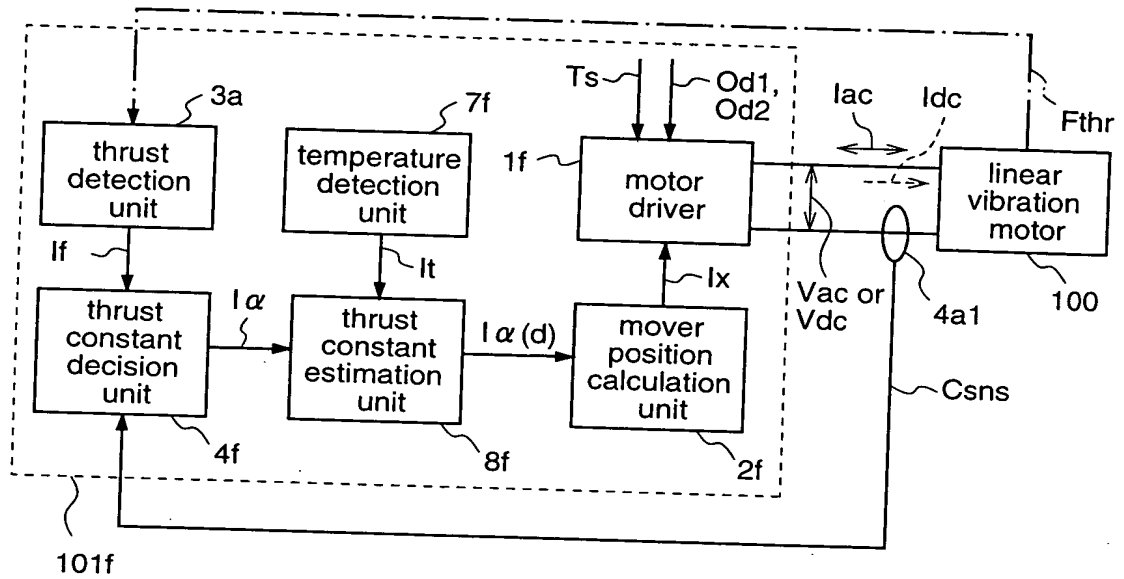 3a
thrust
detection
unit
7f
temperature
detection
unit
Ts
Od1,
Od2
1f
motor
driver
Iac
Idc
Fthr
linear
vibration
motor
100
If
It
Ix
Vac or
Vdc
4a1
thrust
constant
decision
unit
4f
Iα
thrust
constant
estimation
unit
8f
Iα(d)
mover
position
calculation
unit
2f
Csns
101f